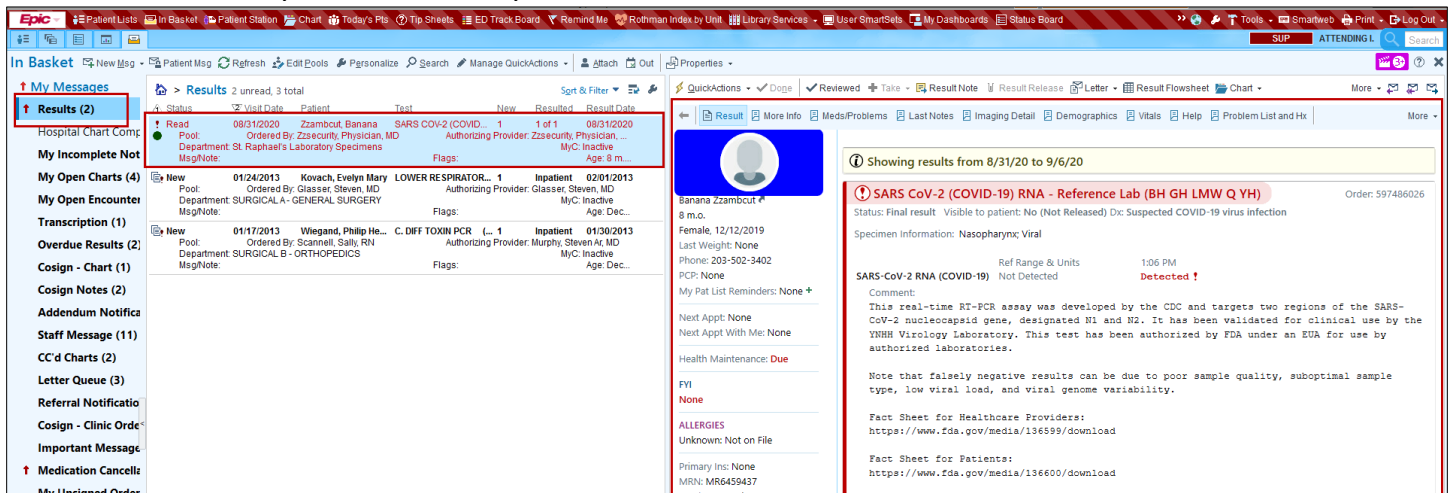 Epic Patient Lists In Basket Patient Station Chart Today's Pts Tip Sheets ED Track Board Remind Me Rothman Index by Unit Library Services User SmartSets My Dashboards Status Board Tools Smartweb Print Log Out
SUP ATTENDING I. Search
In Basket New Msg Patient Msg Refresh Edit Pools Personalize Search Manage QuickActions Attach Out Properties 3+
My Messages
Results (2)
Hospital Chart Comp
My Incomplete Not
My Open Charts (4)
My Open Encounter
Transcription (1)
Overdue Results (2)
Cosign - Chart (1)
Cosign Notes (2)
Addendum Notifica
Staff Message (11)
CC'd Charts (2)
Letter Queue (3)
Referral Notificatio
Cosign - Clinic Orde
Important Message
Medication Cancella
My Unsigned Order
> Results 2 unread, 3 total Sort & Filter
Status Visit Date Patient Test New Resulted Result Date
! Read 08/31/2020 Zzambcut, Banana SARS COV-2 (COVID... 1 1 of 1 08/31/2020
Pool: Ordered By: Zzsecurity, Physician, MD Authorizing Provider: Zzsecurity, Physician, ...
Department: St. Raphael's Laboratory Specimens MyC: Inactive
Msg/Note: Flags: Age: 8 m....
New 01/24/2013 Kovach, Evelyn Mary LOWER RESPIRATOR... 1 Inpatient 02/01/2013
Pool: Ordered By: Glasser, Steven, MD Authorizing Provider: Glasser, Steven, MD
Department: SURGICAL A - GENERAL SURGERY MyC: Inactive
Msg/Note: Flags: Age: Dec...
New 01/17/2013 Wiegand, Philip He... C. DIFF TOXIN PCR (... 1 Inpatient 01/30/2013
Pool: Ordered By: Scannell, Sally, RN Authorizing Provider: Murphy, Steven Ar, MD
Department: SURGICAL B - ORTHOPEDICS MyC: Inactive
Msg/Note: Flags: Age: Dec...
QuickActions Done Reviewed Take Result Note Result Release Letter Result Flowsheet Chart More
Result More Info Meds/Problems Last Notes Imaging Detail Demographics Vitals Help Problem List and Hx More
Banana Zzambcut
8 m.o.
Female, 12/12/2019
Last Weight: None
Phone: 203-502-3402
PCP: None
My Pat List Reminders: None +
Next Appt: None
Next Appt With Me: None
Health Maintenance: Due
FYI
None
ALLERGIES
Unknown: Not on File
Primary Ins: None
MRN: MR6459437
Showing results from 8/31/20 to 9/6/20
SARS CoV-2 (COVID-19) RNA - Reference Lab (BH GH LMW Q YH) Order: 597486026
Status: Final result Visible to patient: No (Not Released) Dx: Suspected COVID-19 virus infection
Specimen Information: Nasopharynx; Viral
Ref Range & Units 1:06 PM
SARS-CoV-2 RNA (COVID-19) Not Detected Detected !
Comment:
This real-time RT-PCR assay was developed by the CDC and targets two regions of the SARS-
CoV-2 nucleocapsid gene, designated N1 and N2. It has been validated for clinical use by the
YNHH Virology Laboratory. This test has been authorized by FDA under an EUA for use by
authorized laboratories.
Note that falsely negative results can be due to poor sample quality, suboptimal sample
type, low viral load, and viral genome variability.
Fact Sheet for Healthcare Providers:
https://www.fda.gov/media/136599/download
Fact Sheet for Patients:
https://www.fda.gov/media/136600/download